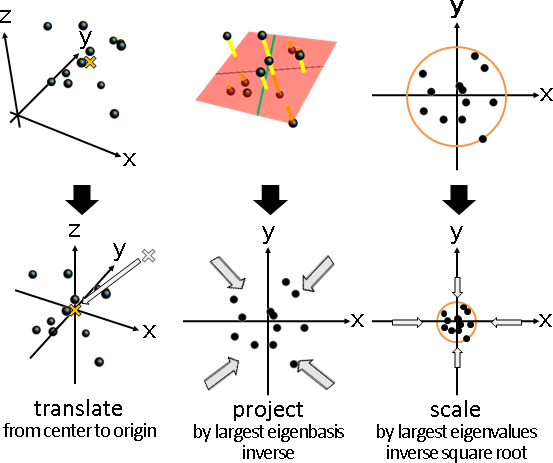 z
y
x
y
x
z
y
x
y
x
y
x
translate
from center to origin
project
by largest eigenbasis
inverse
scale
by largest eigenvalues
inverse square root